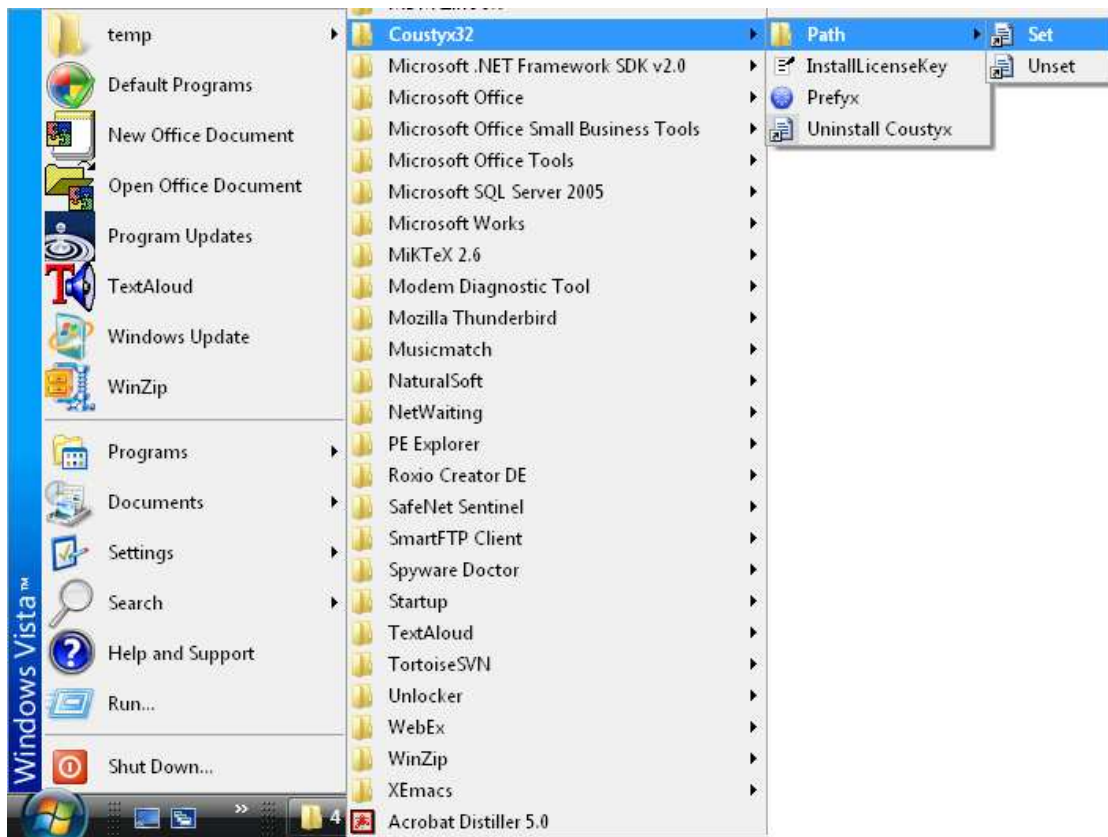 temp
Default Programs
New Office Document
Open Office Document
Program Updates
TextAloud
Windows Update
WinZip
Programs
Documents
Settings
Search
Help and Support
Run...
Shut Down...
Windows Vista™
»
4
Coustyx32
Microsoft .NET Framework SDK v2.0
Microsoft Office
Microsoft Office Small Business Tools
Microsoft Office Tools
Microsoft SQL Server 2005
Microsoft Works
MiKTeX 2.6
Modem Diagnostic Tool
Mozilla Thunderbird
Musicmatch
NaturalSoft
NetWaiting
PE Explorer
Roxio Creator DE
SafeNet Sentinel
SmartFTP Client
Spyware Doctor
Startup
TextAloud
TortoiseSVN
Unlocker
WebEx
WinZip
XEmacs
Acrobat Distiller 5.0
Path
InstallLicenseKey
Prefyx
Uninstall Coustyx
Set
Unset